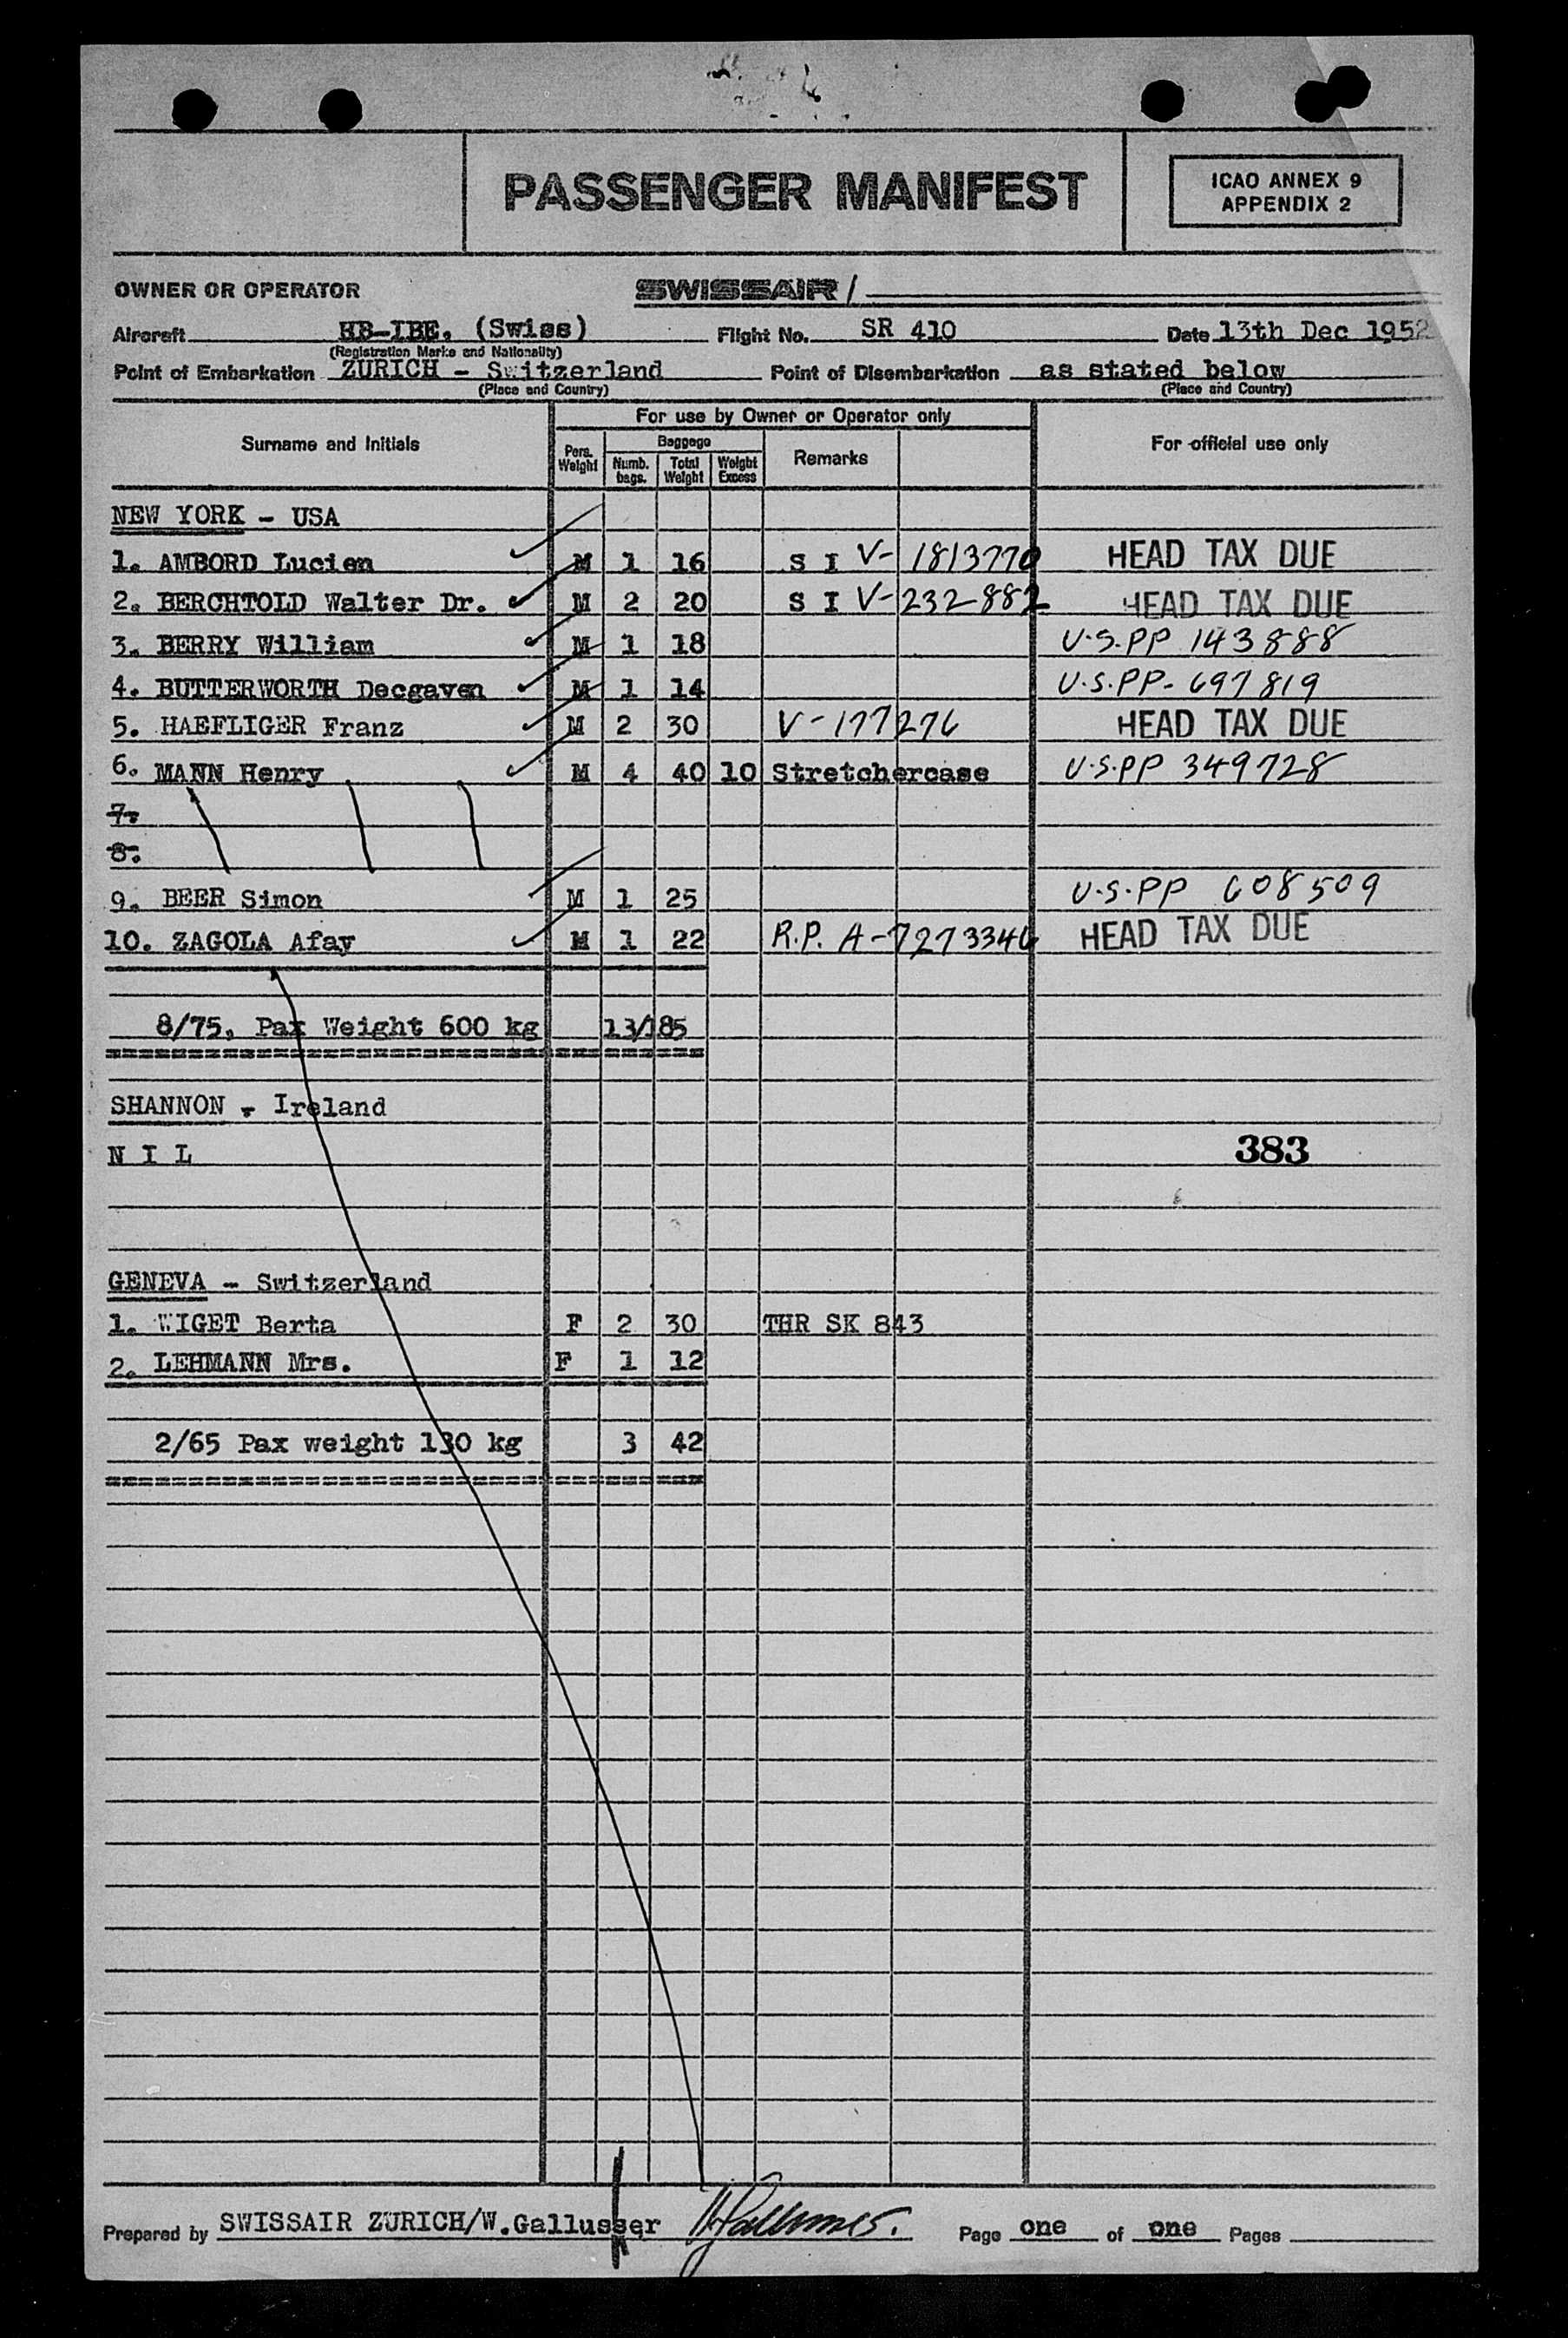 PASSENGER MANIFEST
ICAO ANNEX 9
APPENDIX 2
OWNER OR OPERATOR SWISSAIR /
Aircraft HB-IBE. (Swiss) Flight No. SR 410 Date 13th Dec 1952
(Registration Marks and Nationality)
Point of Embarkation ZURICH - Switzerland Point of Disembarkation as stated below
(Place and Country) (Place and Country)
For use by Owner or Operator only
Surname and Initials Pers. Weight Baggage Numb. bags. Total Weight Weight Excess Remarks For official use only
NEW YORK - USA
1. AMBORD Lucien M 1 16 S I V- 1813770 HEAD TAX DUE
2. BERCHTOLD Walter Dr. M 2 20 S I V- 232882 HEAD TAX DUE
3. BERRY William M 1 18 U.S.PP 143888
4. BUTTERWORTH Decgaven M 1 14 U.S.PP- 697819
5. HAEFLIGER Franz M 2 30 V-177276 HEAD TAX DUE
6. MANN Henry M 4 40 10 Stretchercase U.S.PP 349728
7.
8.
9. BEER Simon M 1 25 U.S.PP 608509
10. ZAGOLA Afay M 1 22 R.P. A-7273346 HEAD TAX DUE
8/75, Pax Weight 600 kg 13/185
SHANNON - Ireland
N I L 383
GENEVA - Switzerland
1. WIGET Berta F 2 30 THR SK 843
2. LEHMANN Mrs. F 1 12
2/65 Pax weight 130 kg 3 42
Prepared by SWISSAIR ZURICH/W.Gallusser Page one of one Pages